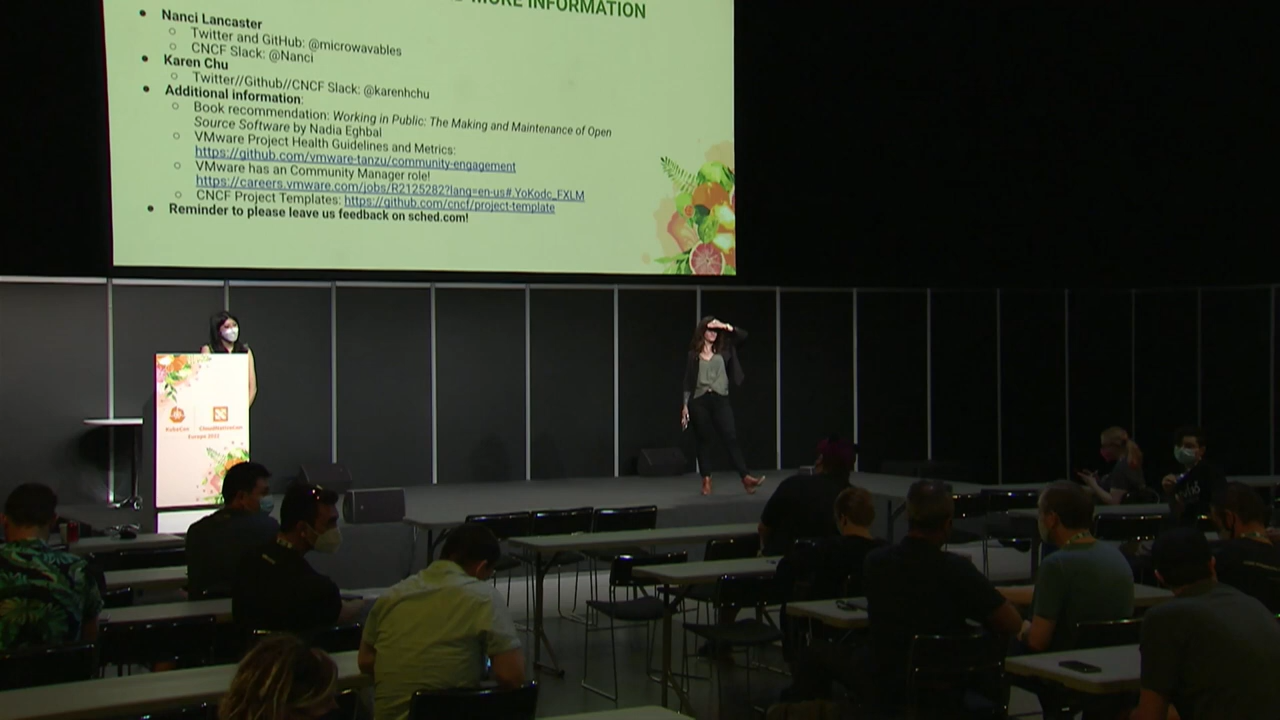 MORE INFORMATION
Nanci Lancaster
Twitter and GitHub: @microwavables
CNCF Slack: @Nanci
Karen Chu
Twitter//Github//CNCF Slack: @karenhchu
Additional information:
Book recommendation: Working in Public: The Making and Maintenance of Open
Source Software by Nadia Eghbal
VMware Project Health Guidelines and Metrics:
https://github.com/vmware-tanzu/community-engagement
VMware has an Community Manager role!
https://careers.vmware.com/jobs/R2125282?lang=en-us#.YoKodc_FXLM
CNCF Project Templates: https://github.com/cncf/project-template
Reminder to please leave us feedback on sched.com!
KubeCon CloudNativeCon
Europe 2022